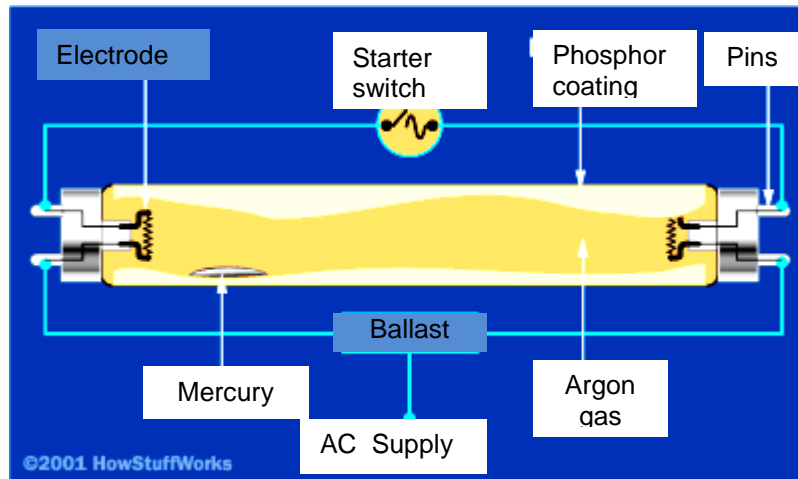 Electrode
Starter
switch
Phosphor
coating
Pins
Ballast
Mercury
Argon
gas
AC Supply
©2001 HowStuffWorks